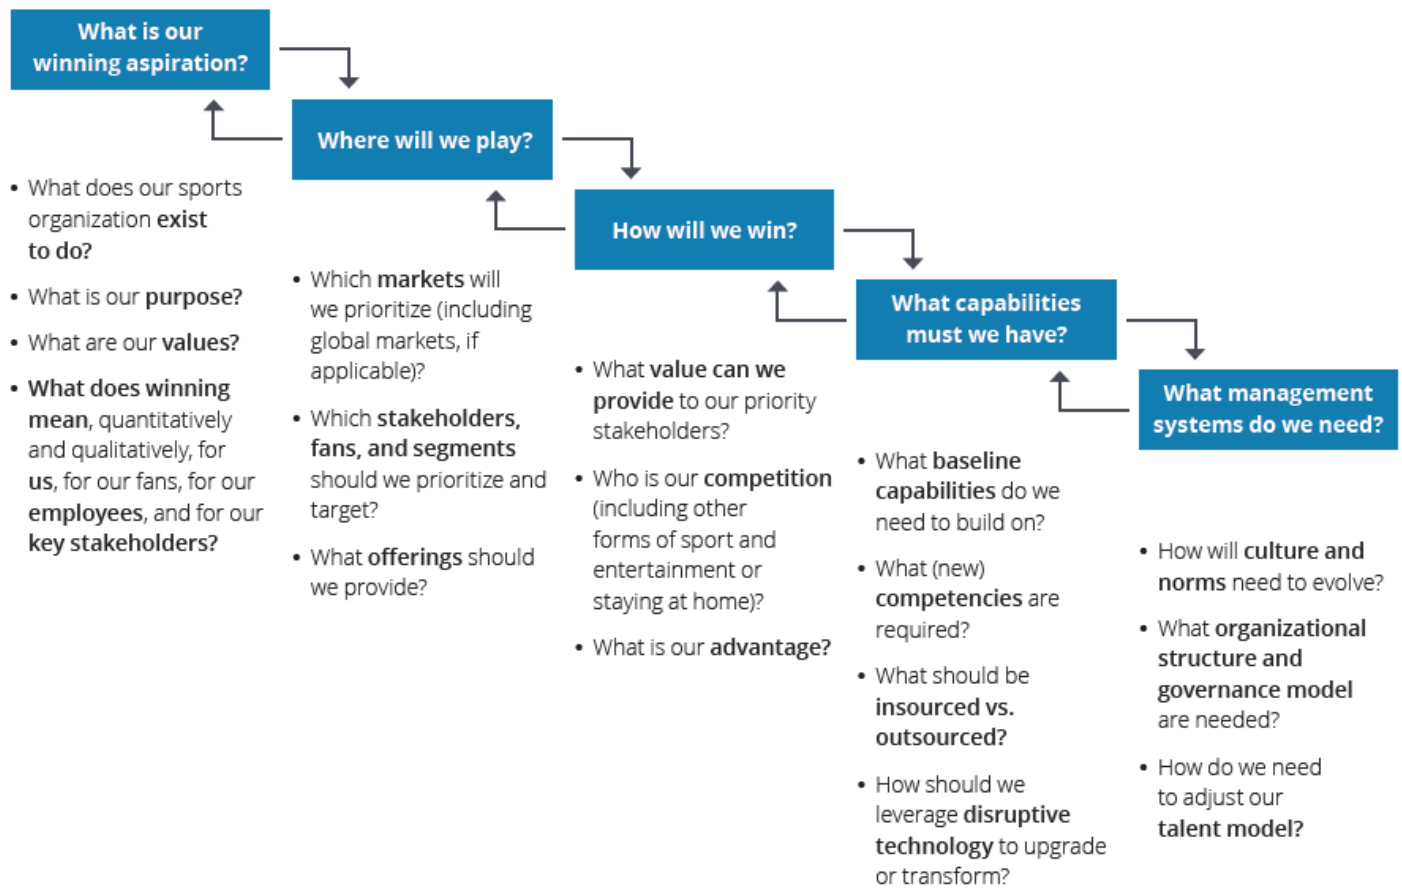 What is our
winning aspiration?
• What does our sports
organization exist
to do?
• What is our purpose?
• What are our values?
• What does winning
mean, quantitatively
and qualitatively, for
us, for our fans, for our
employees, and for our
key stakeholders?
Where will we play?
• Which markets will
we prioritize (including
global markets, if
applicable)?
• Which stakeholders,
fans, and segments
should we prioritize and
target?
• What offerings should
we provide?
How will we win?
• What value can we
provide to our priority
stakeholders?
• Who is our competition
(including other
forms of sport and
entertainment or
staying at home)?
• What is our advantage?
What capabilities
must we have?
• What baseline
capabilities do we
need to build on?
• What (new)
competencies are
required?
• What should be
insourced vs.
outsourced?
• How should we
leverage disruptive
technology to upgrade
or transform?
What management
systems do we need?
• How will culture and
norms need to evolve?
• What organizational
structure and
governance model
are needed?
• How do we need
to adjust our
talent model?